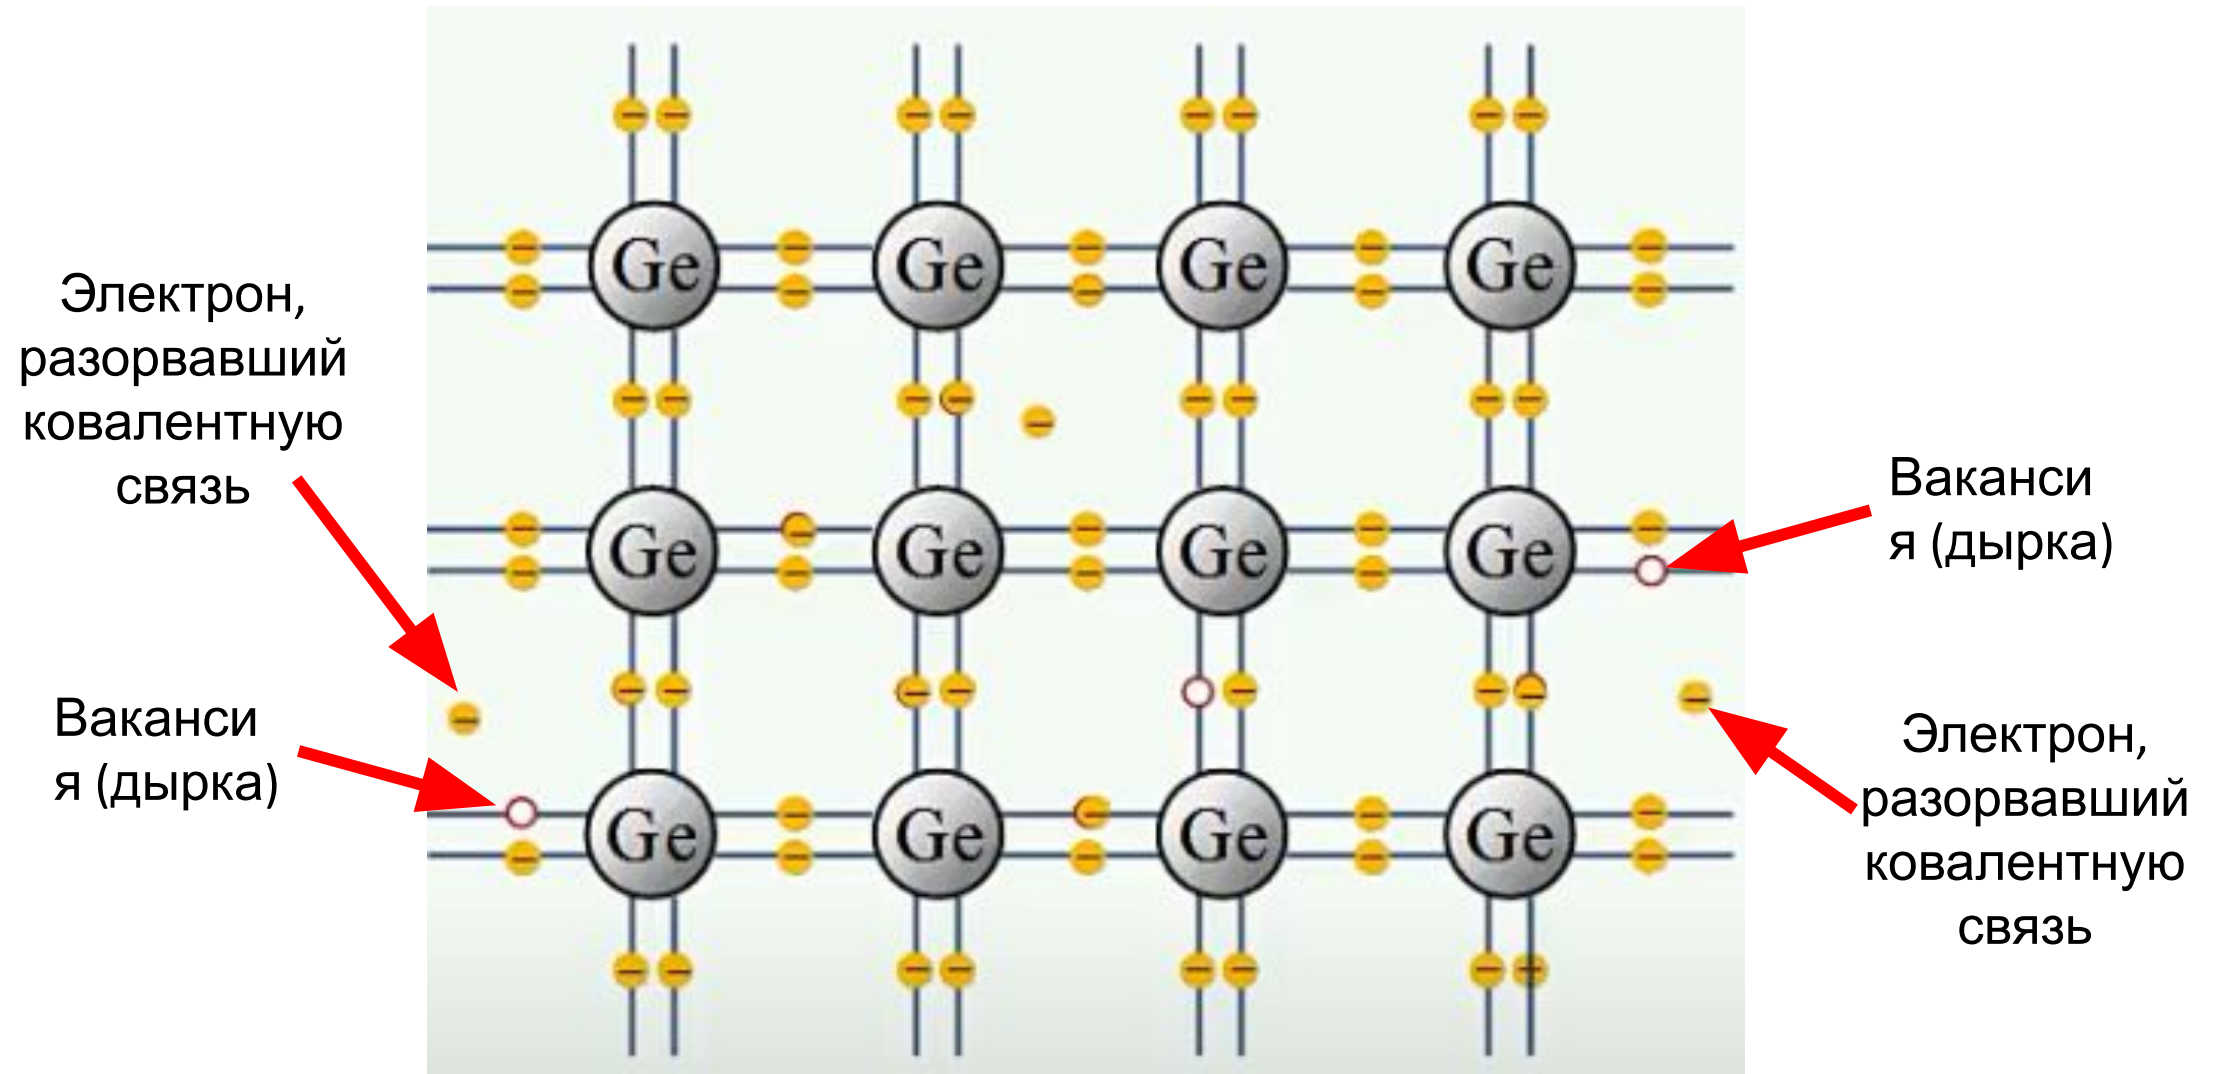 Электрон,
разорвавший
ковалентную
связь
Ваканси
я (дырка)
Ge Ge Ge Ge
Ge Ge Ge Ge
Ge Ge Ge Ge
Ваканси
я (дырка)
Электрон,
разорвавший
ковалентную
связь